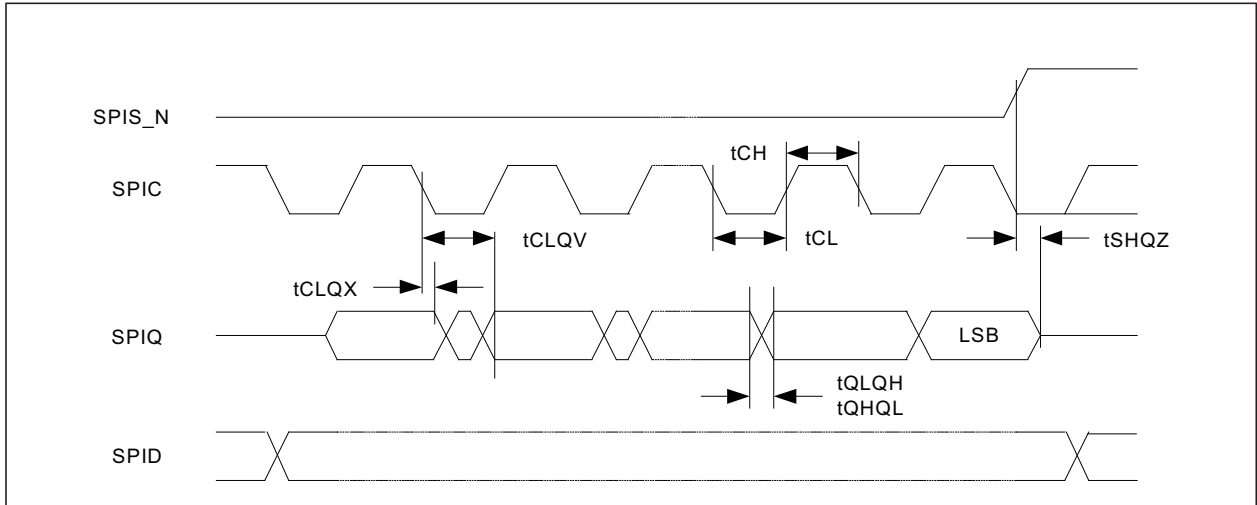 SPIS_N
tCH
SPIC
tCLQV
tCL
tSHQZ
tCLQX
SPIQ
LSB
tQLQH
tQHQL
SPID